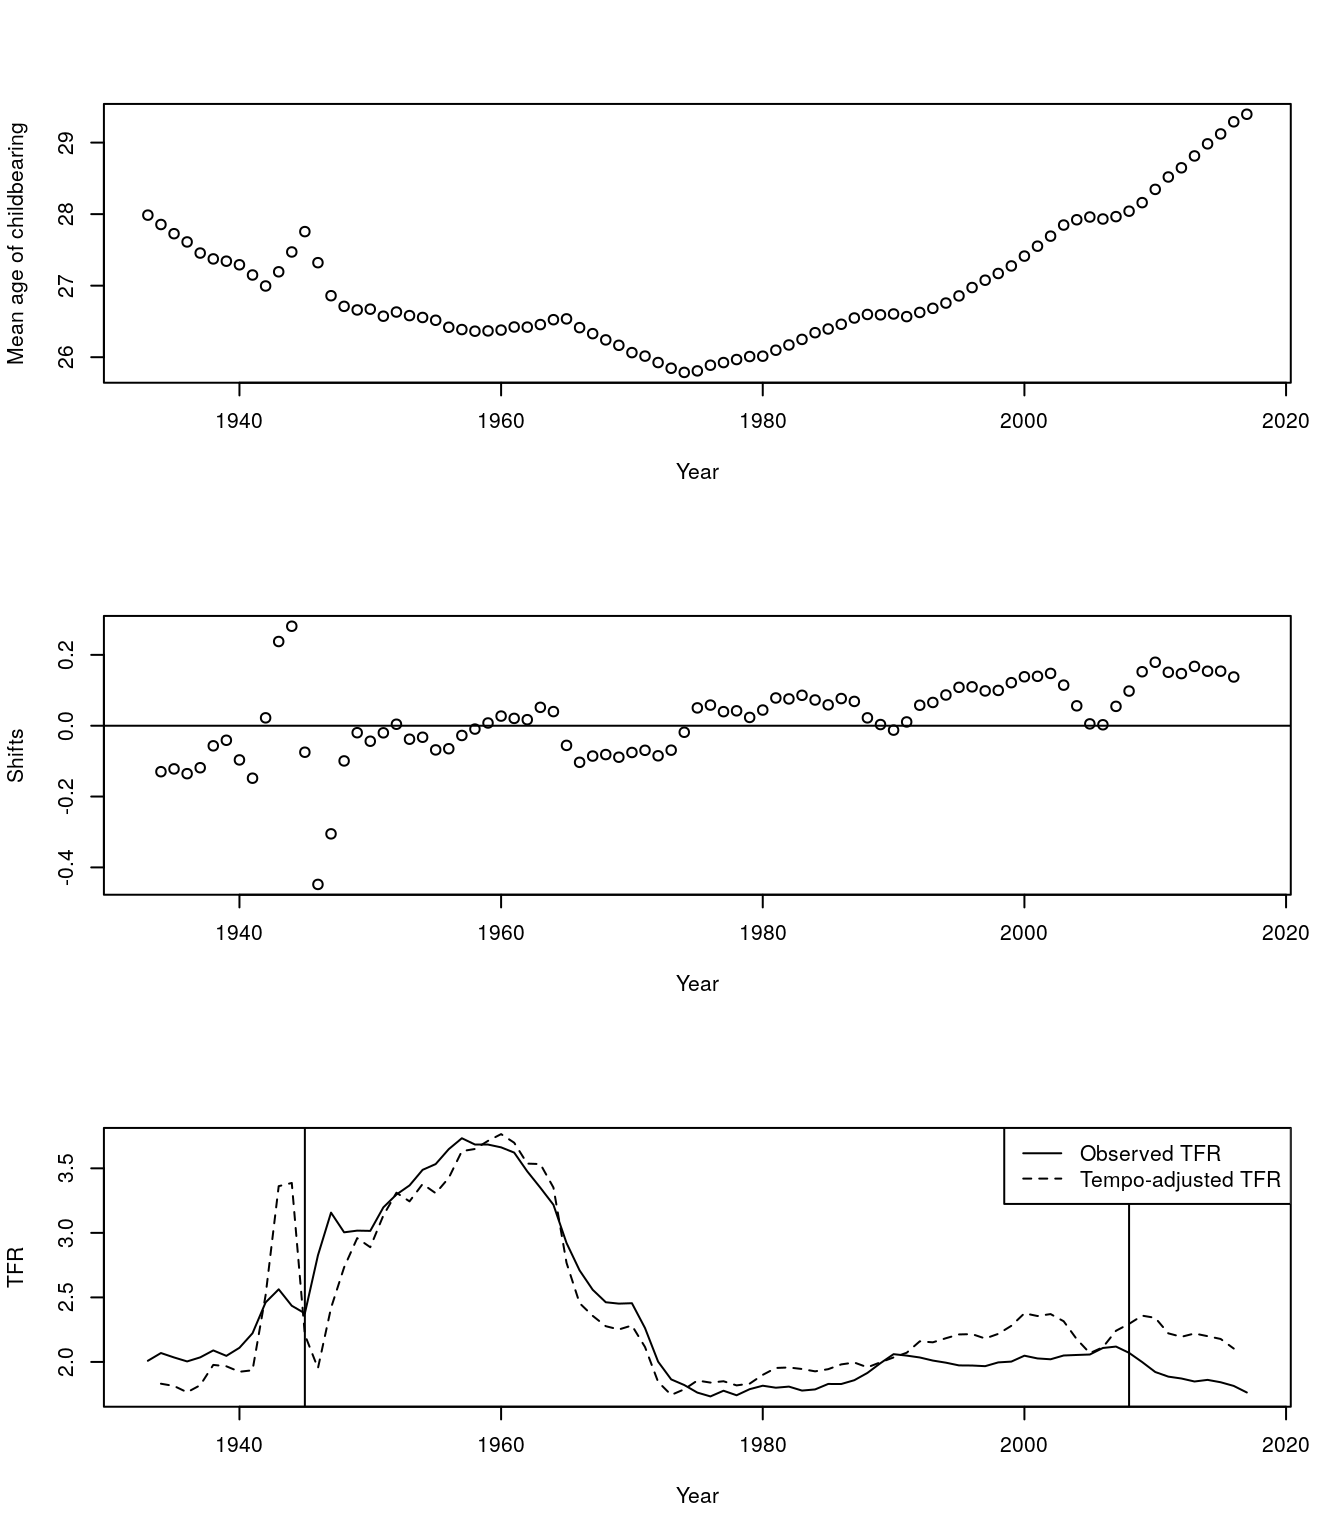 Mean age of childbearing
29
28
27
26
1940 1960 1980 2000 2020
Year
Shifts
0.2
0.0
-0.2
-0.4
1940 1960 1980 2000 2020
Year
TFR
3.5
3.0
2.5
2.0
Observed TFR
Tempo-adjusted TFR
1940 1960 1980 2000 2020
Year